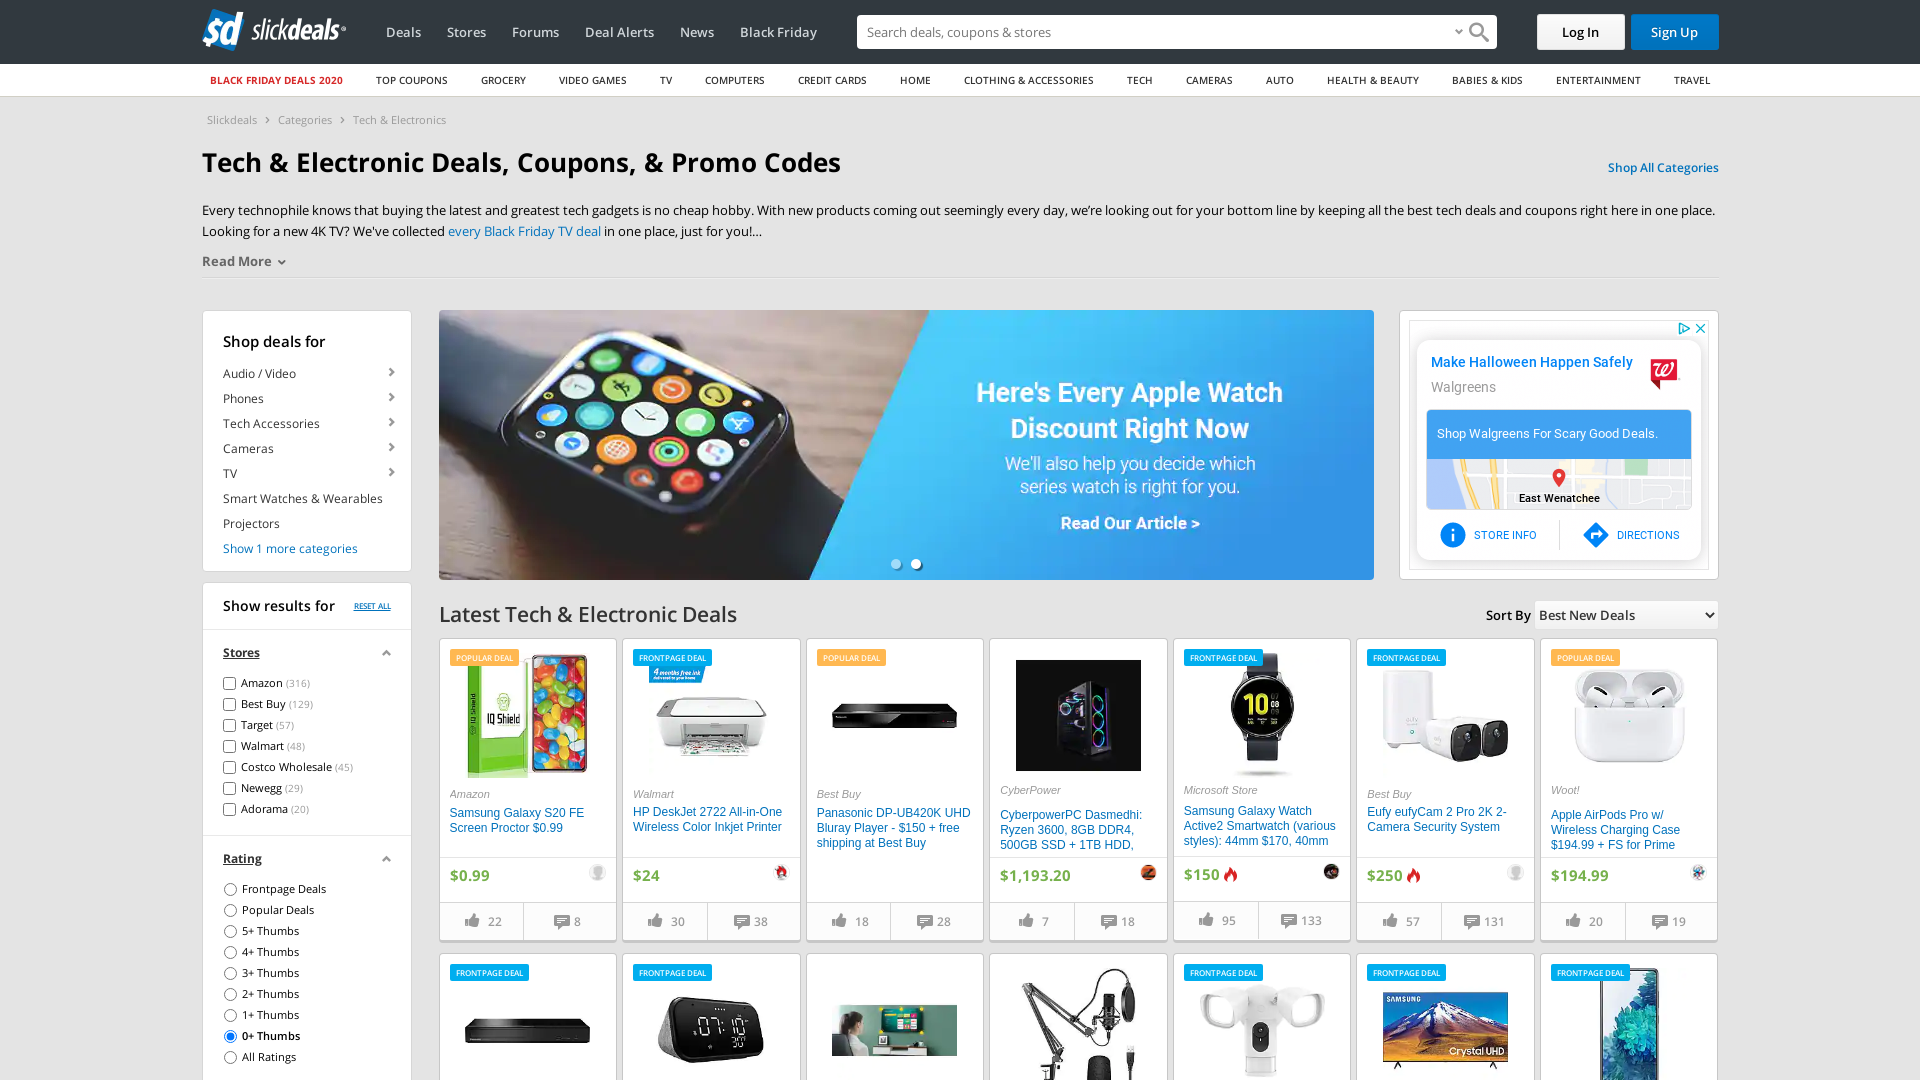 slickdeals
Deals
Stores
Forums
Deal Alerts
News
Black Friday
Search deals, coupons & stores
Log In
Sign Up
BLACK FRIDAY DEALS 2020
TOP COUPONS
GROCERY
VIDEO GAMES
TV
COMPUTERS
CREDIT CARDS
HOME
CLOTHING & ACCESSORIES
TECH
CAMERAS
AUTO
HEALTH & BEAUTY
BABIES & KIDS
ENTERTAINMENT
TRAVEL
Slickdeals
Categories
Tech & Electronics
Tech & Electronic Deals, Coupons, & Promo Codes
Shop All Categories
Every technophile knows that buying the latest and greatest tech gadgets is no cheap hobby. With new products coming out seemingly every day, we’re looking out for your bottom line by keeping all the best tech deals and coupons right here in one place.
Looking for a new 4K TV? We've collected every Black Friday TV deal in one place, just for you!...
Read More
Shop deals for
Audio / Video
Phones
Tech Accessories
Cameras
TV
Smart Watches & Wearables
Projectors
Show 1 more categories
Show results for
RESET ALL
Stores
Amazon (316)
Best Buy (129)
Target (57)
Walmart (48)
Costco Wholesale (45)
Newegg (29)
Adorama (20)
Rating
Frontpage Deals
Popular Deals
5+ Thumbs
4+ Thumbs
3+ Thumbs
2+ Thumbs
1+ Thumbs
0+ Thumbs
All Ratings
10
Here's Every Apple Watch
Discount Right Now
We'll also help you decide which
series watch is right for you.
Read Our Article >
Make Halloween Happen Safely
Walgreens
Shop Walgreens For Scary Good Deals.
East Wenatchee
STORE INFO
DIRECTIONS
Latest Tech & Electronic Deals
Sort By
Best New Deals
POPULAR DEAL
IQ Shield
IQ Shield
Amazon
Samsung Galaxy S20 FE
Screen Proctor $0.99
$0.99
22
8
FRONTPAGE DEAL
4 months free ink
Walmart
HP DeskJet 2722 All-in-One
Wireless Color Inkjet Printer
$24
30
38
POPULAR DEAL
Best Buy
Panasonic DP-UB420K UHD
Bluray Player - $150 + free
shipping at Best Buy
18
28
CyberPower
CyberpowerPC Dasmedhi:
Ryzen 3600, 8GB DDR4,
500GB SSD + 1TB HDD,
$1,193.20
7
18
FRONTPAGE DEAL
10
08
Microsoft Store
Samsung Galaxy Watch
Active2 Smartwatch (various
styles): 44mm $170, 40mm
$150
95
133
FRONTPAGE DEAL
Best Buy
Eufy eufyCam 2 Pro 2K 2-
Camera Security System
$250
57
131
POPULAR DEAL
Woot!
Apple AirPods Pro w/
Wireless Charging Case
$194.99 + FS for Prime
$194.99
20
19
FRONTPAGE DEAL
FRONTPAGE DEAL
07:10
FRONTPAGE DEAL
FRONTPAGE DEAL
SAMSUNG
Crystal UHD
FRONTPAGE DEAL